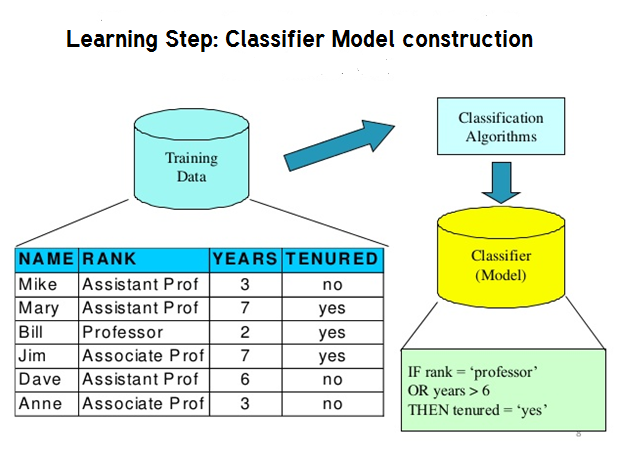 Learning Step: Classifier Model construction
Training
Data
Classification
Algorithms
Classifier
(Model)
NAME RANK YEARS TENURED
Mike Assistant Prof 3 no
Mary Assistant Prof 7 yes
Bill Professor 2 yes
Jim Associate Prof 7 yes
Dave Assistant Prof 6 no
Anne Associate Prof 3 no
IF rank = ‘professor’
OR years > 6
THEN tenured = ‘yes’
8